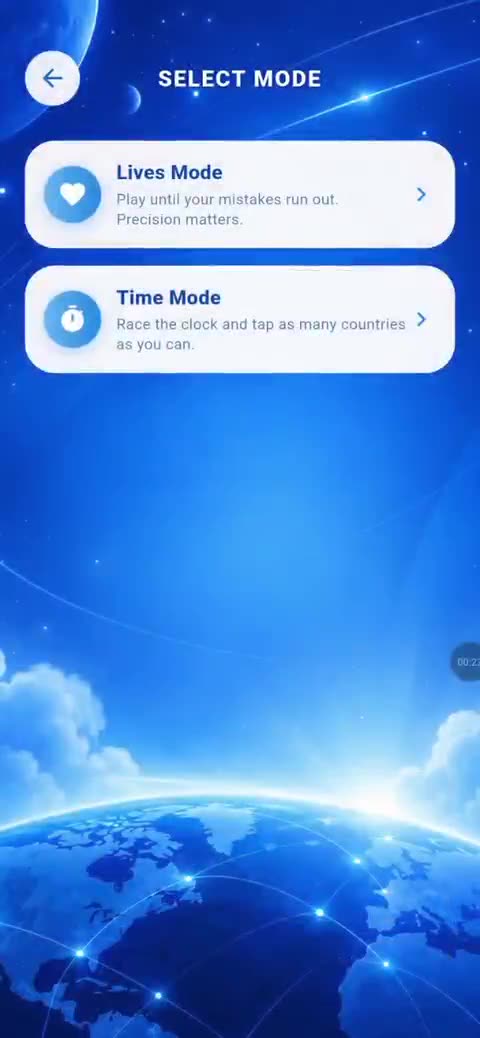 SELECT MODE
Lives Mode
Play until your mistakes run out.
Precision matters.
Time Mode
Race the clock and tap as many countries
as you can.